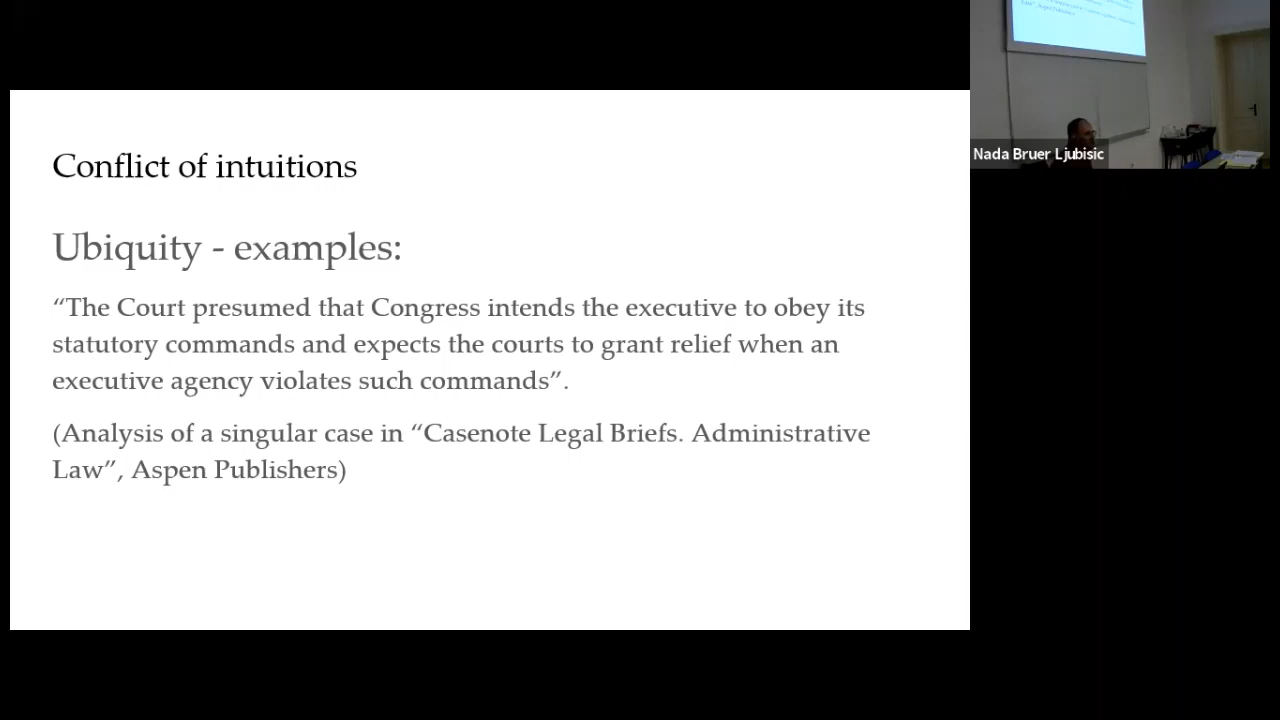 Conflict of intuitions
Ubiquity - examples:
“The Court presumed that Congress intends the executive to obey its
statutory commands and expects the courts to grant relief when an
executive agency violates such commands”.
(Analysis of a singular case in “Casenote Legal Briefs. Administrative
Law”, Aspen Publishers)
Nada Bruer Ljubisic